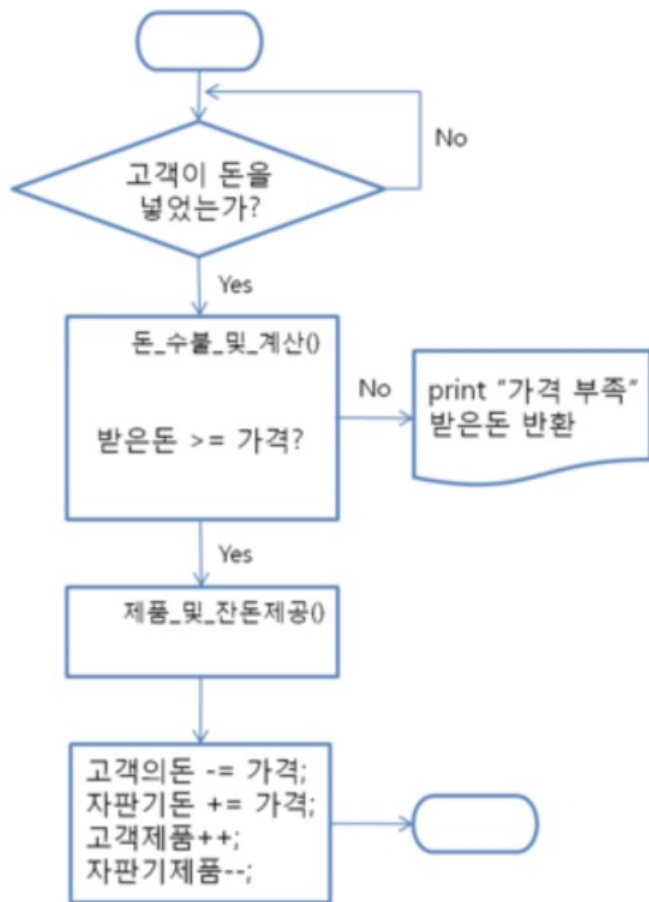 고객이 돈을
넣었는가?
No
Yes
돈_수불_및_계산()
받은돈 >= 가격?
No
print "가격 부족"
받은돈 반환
Yes
제품_및_잔돈제공()
고객의돈 -= 가격;
자판기돈 += 가격;
고객제품++;
자판기제품--;